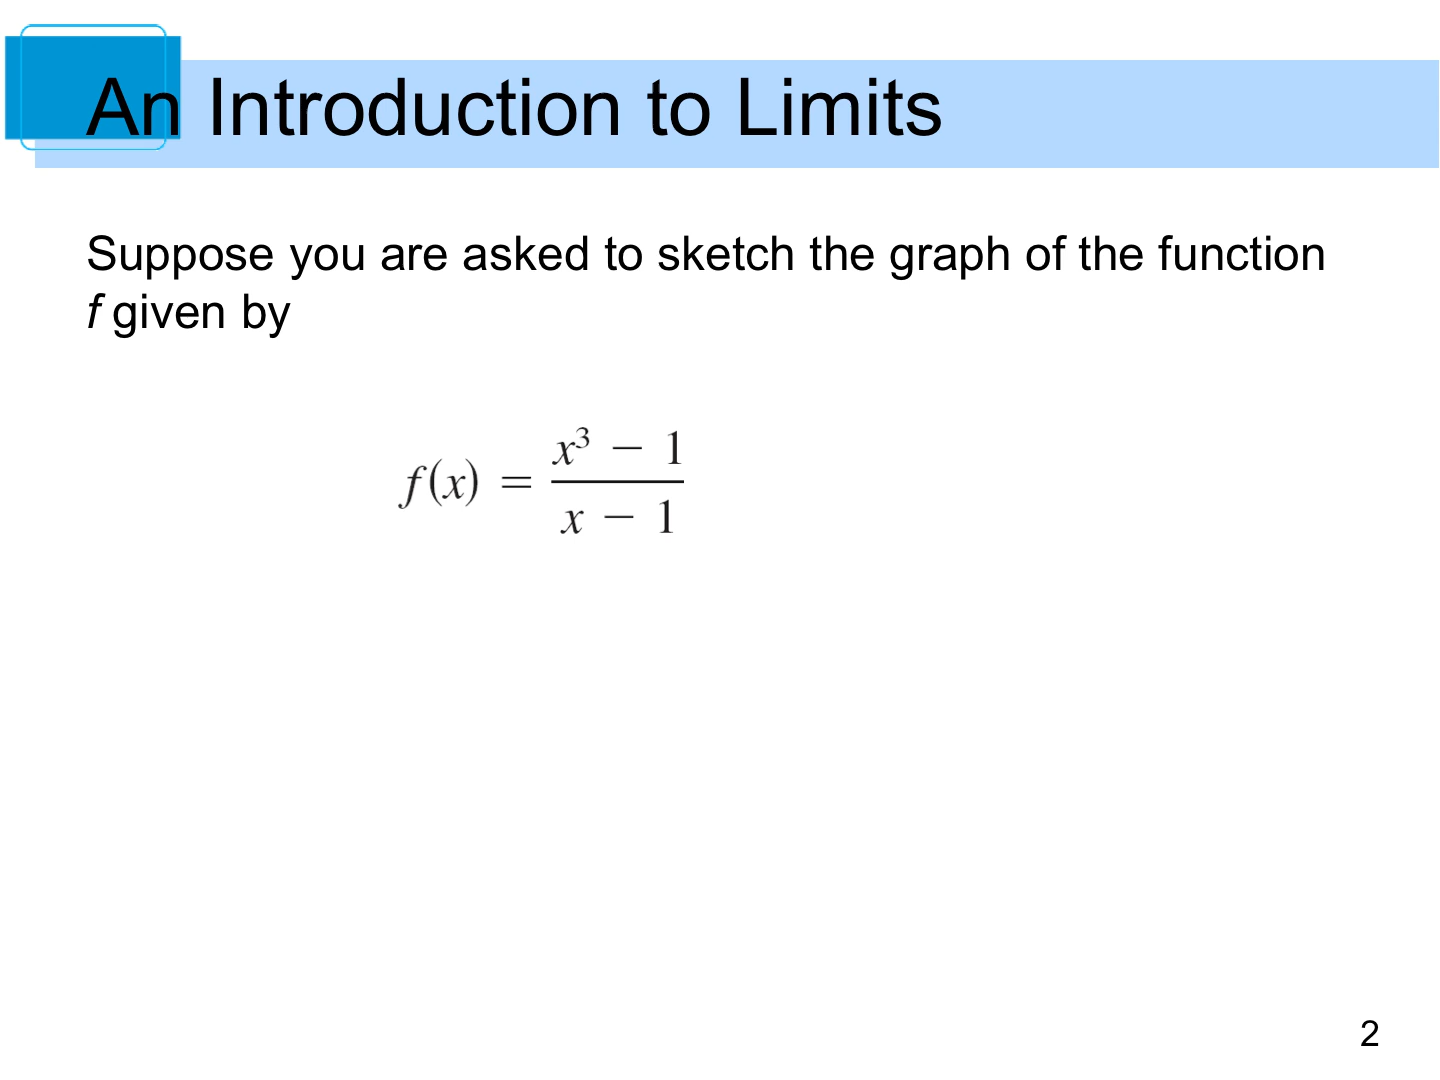 An Introduction to Limits
Suppose you are asked to sketch the graph of the function
f given by
f(x) = \frac{x^3 - 1}{x - 1}
2